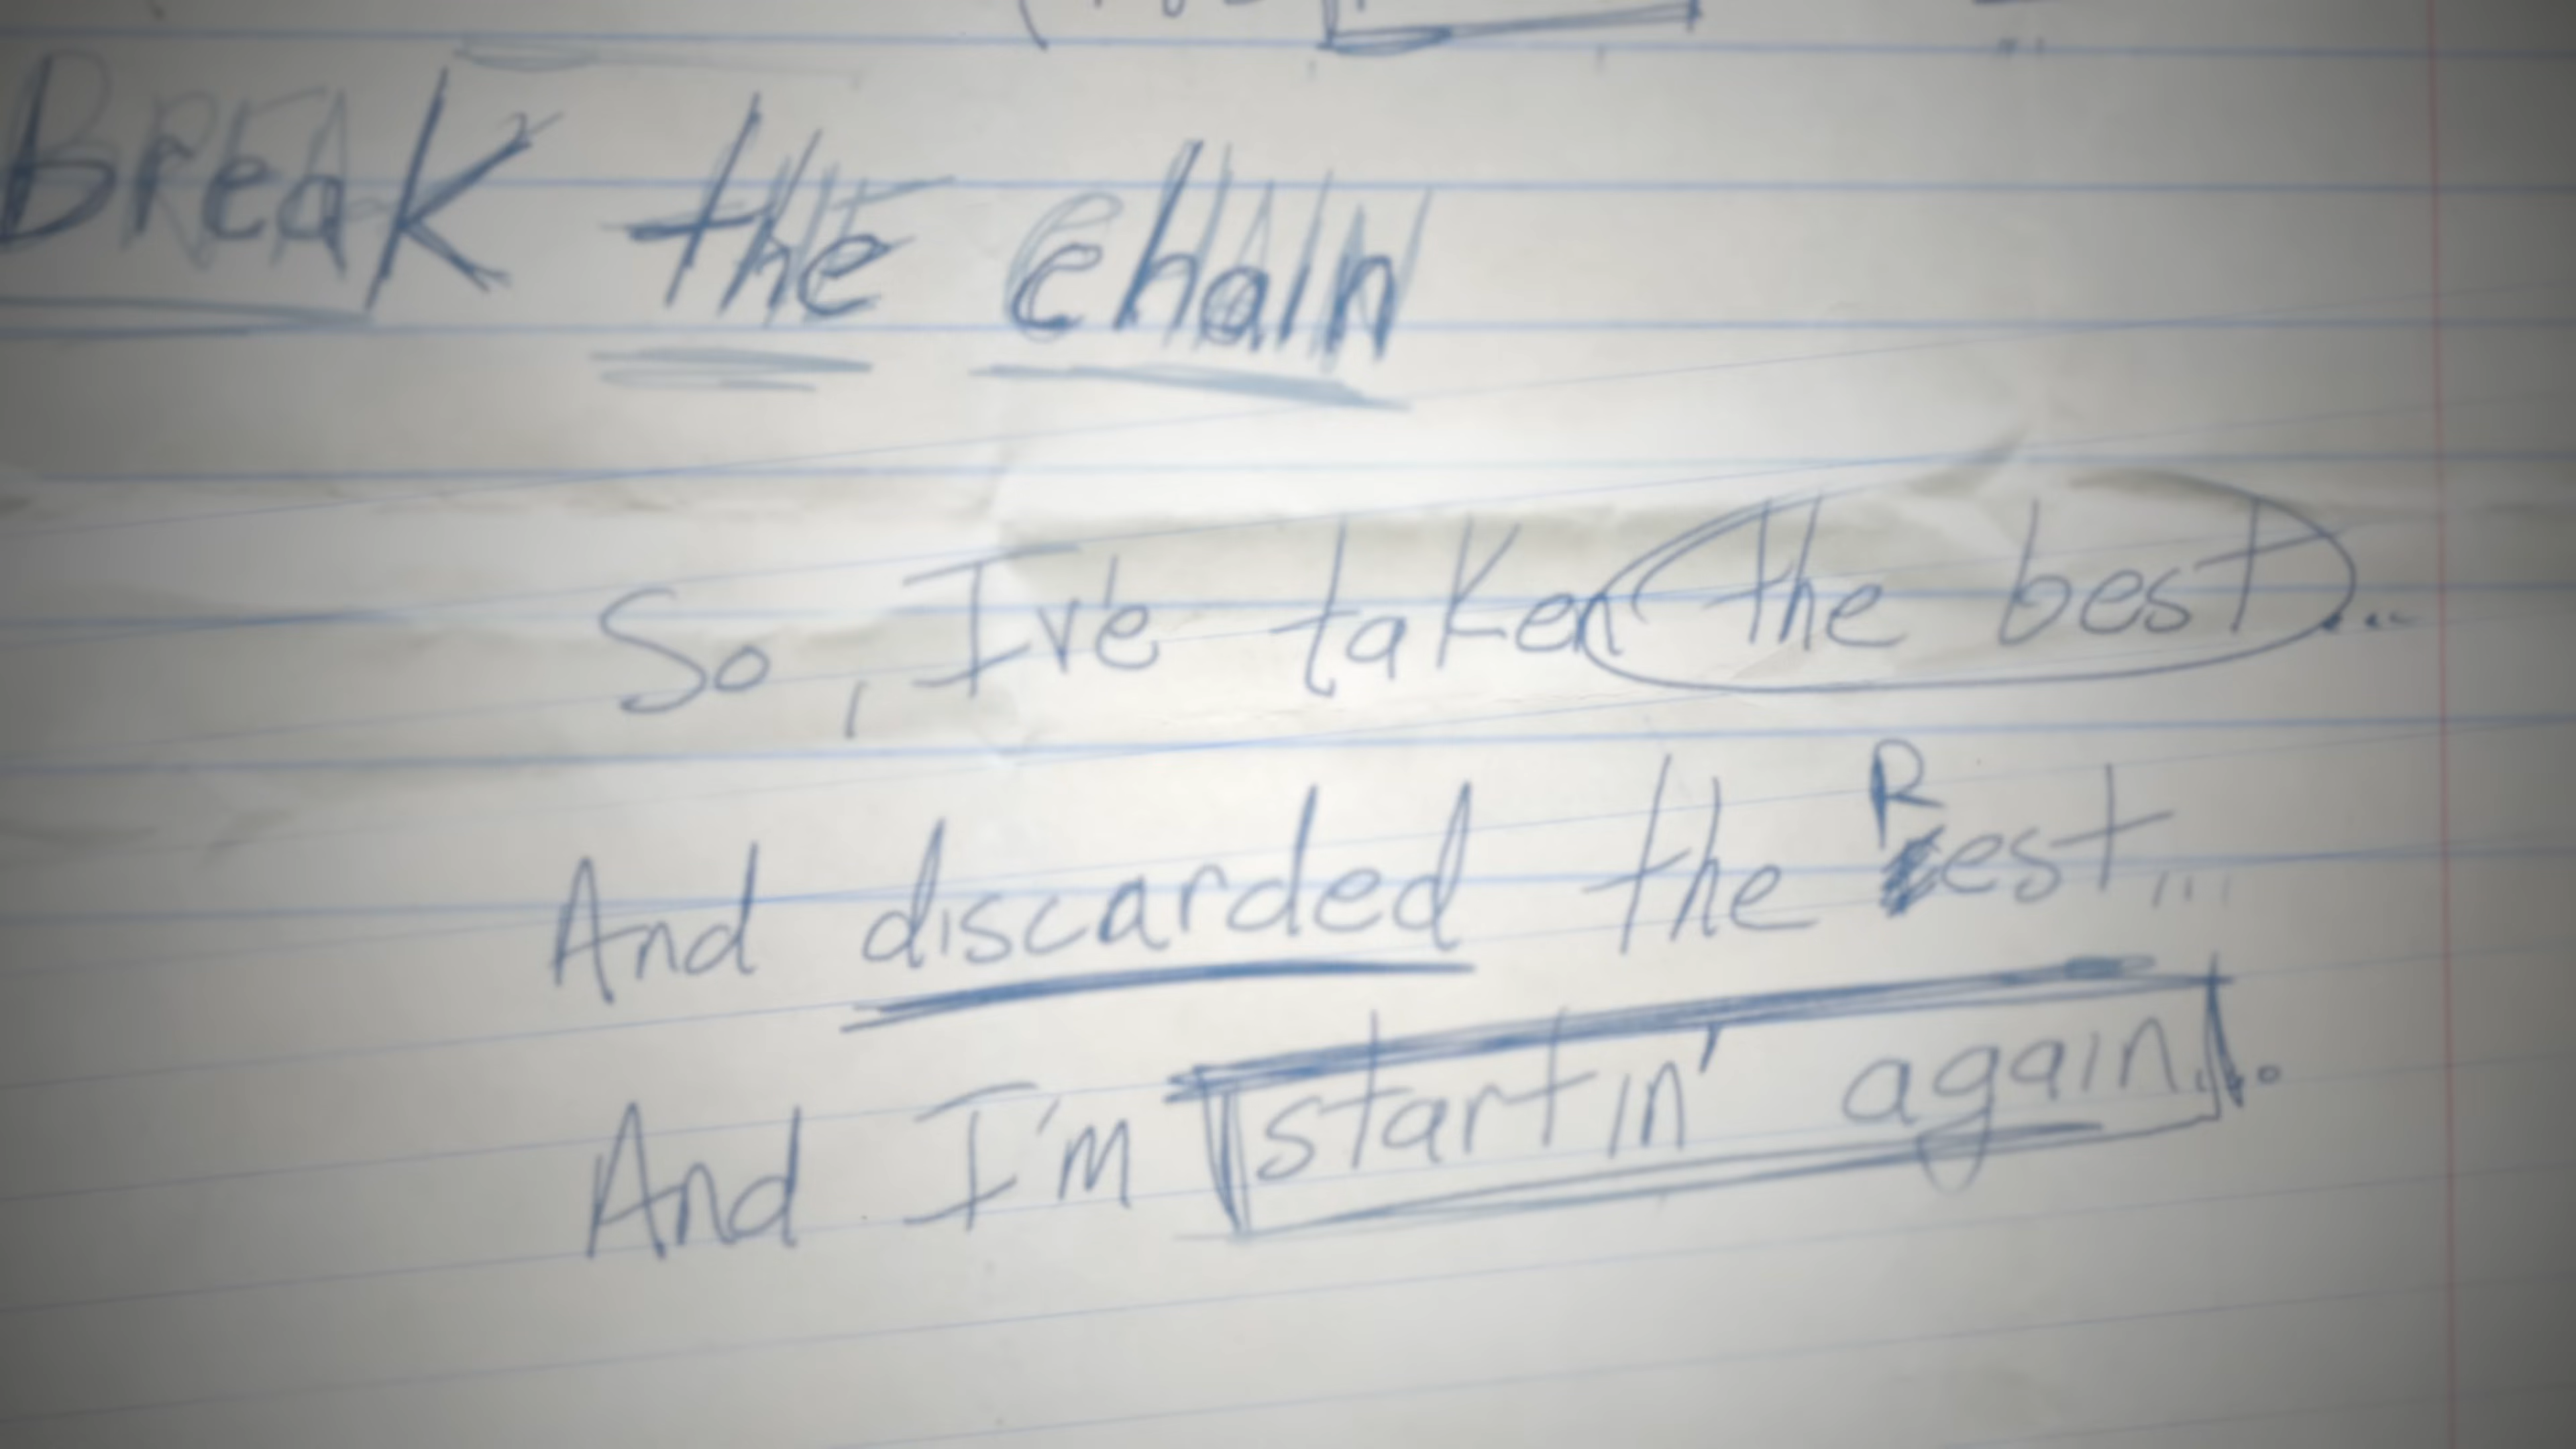 Break the chain
So, I've taken the best...
And discarded the Rest...
And I'm startin' again.